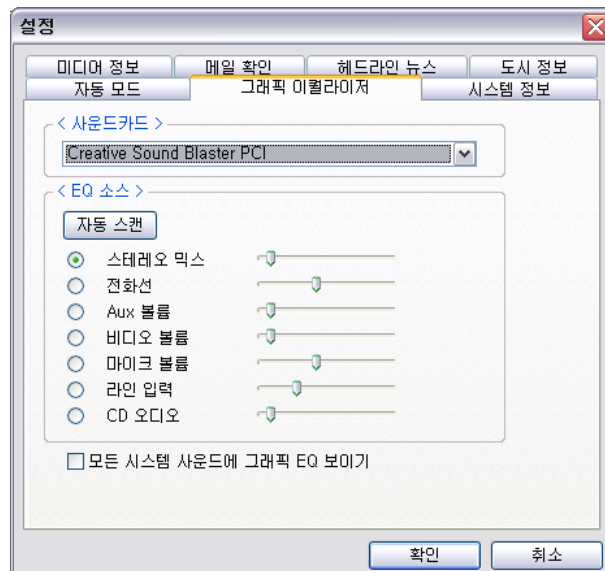 설정
미디어 정보 메일 확인 헤드라인 뉴스 도시 정보
자동 모드 그래픽 이퀄라이저 시스템 정보
< 사운드카드 >
Creative Sound Blaster PCI
< EQ 소스 >
자동 스캔
스테레오 믹스
전화선
Aux 볼륨
비디오 볼륨
마이크 볼륨
라인 입력
CD 오디오
모든 시스템 사운드에 그래픽 EQ 보이기
확인 취소